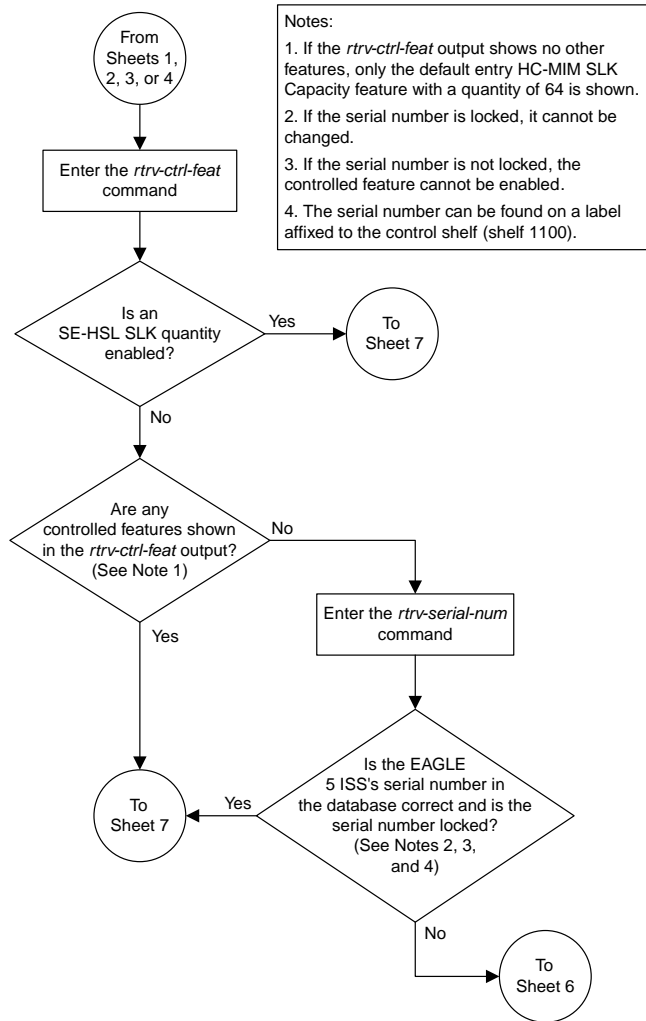 From
Sheets 1,
2, 3, or 4
Notes:
1. If the rtrv-ctrl-feat output shows no other
features, only the default entry HC-MIM SLK
Capacity feature with a quantity of 64 is shown.
2. If the serial number is locked, it cannot be
changed.
3. If the serial number is not locked, the
controlled feature cannot be enabled.
4. The serial number can be found on a label
affixed to the control shelf (shelf 1100).
Enter the rtrv-ctrl-feat
command
Is an
SE-HSL SLK quantity
enabled?
Yes
To
Sheet 7
No
Are any
controlled features shown
in the rtrv-ctrl-feat output?
(See Note 1)
No
Yes
Enter the rtrv-serial-num
command
Is the EAGLE
5 ISS's serial number in
the database correct and is the
serial number locked?
(See Notes 2, 3,
and 4)
Yes
To
Sheet 7
No
To
Sheet 6